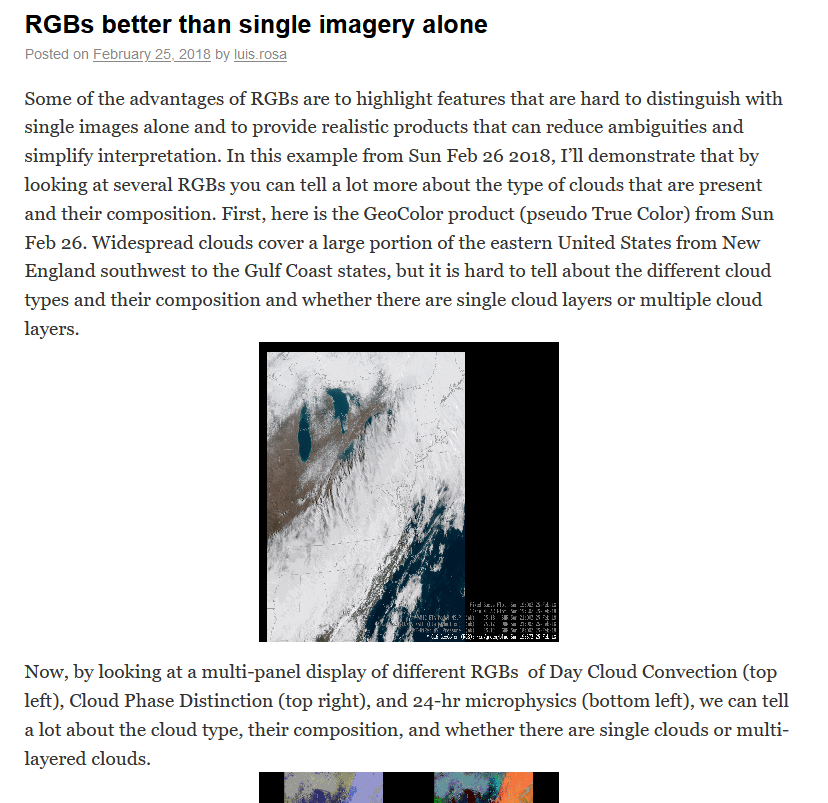 RGBs better than single imagery alone
Posted on February 25, 2018 by luis.rosa
Some of the advantages of RGBs are to highlight features that are hard to distinguish with
single images alone and to provide realistic products that can reduce ambiguities and
simplify interpretation. In this example from Sun Feb 26 2018, I’ll demonstrate that by
looking at several RGBs you can tell a lot more about the type of clouds that are present
and their composition. First, here is the GeoColor product (pseudo True Color) from Sun
Feb 26. Widespread clouds cover a large portion of the eastern United States from New
England southwest to the Gulf Coast states, but it is hard to tell about the different cloud
types and their composition and whether there are single cloud layers or multiple cloud
layers.
Now, by looking at a multi-panel display of different RGBs  of Day Cloud Convection (top
left), Cloud Phase Distinction (top right), and 24-hr microphysics (bottom left), we can tell
a lot about the cloud type, their composition, and whether there are single clouds or multi-
layered clouds.